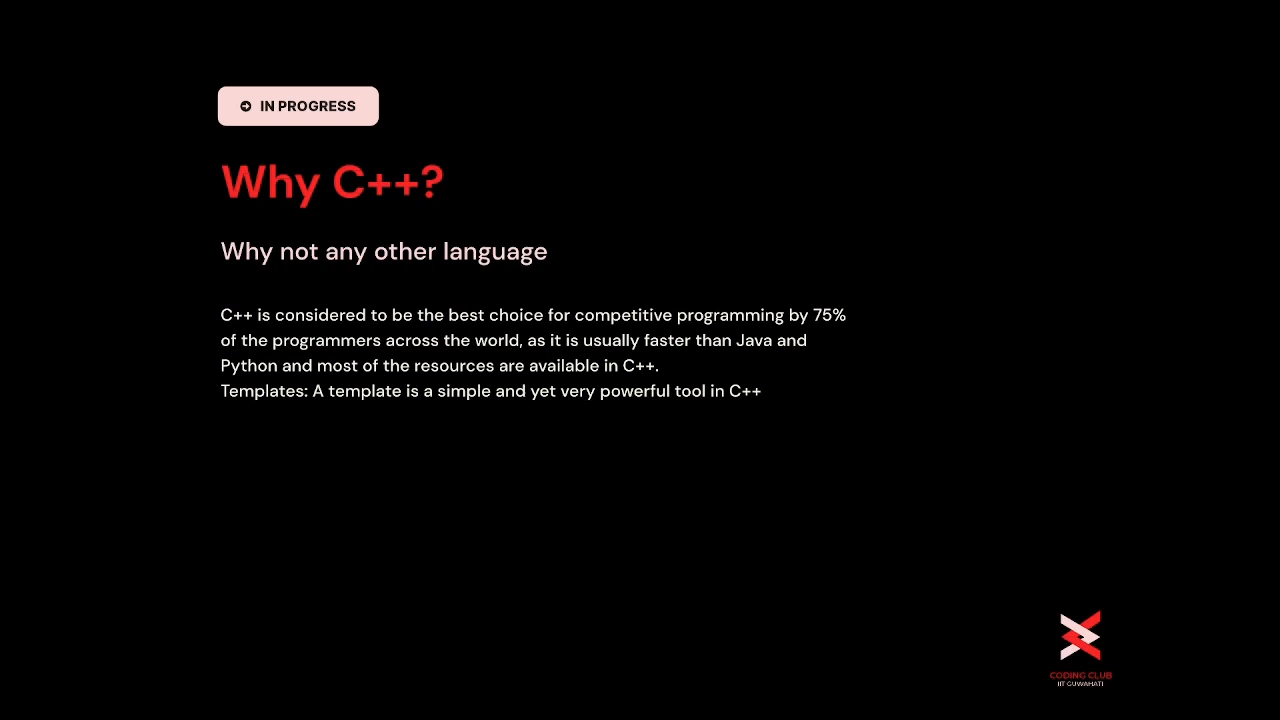 IN PROGRESS
Why C++?
Why not any other language
C++ is considered to be the best choice for competitive programming by 75%
of the programmers across the world, as it is usually faster than Java and
Python and most of the resources are available in C++.
Templates: A template is a simple and yet very powerful tool in C++
CODING CLUB
IIT GUWAHATI